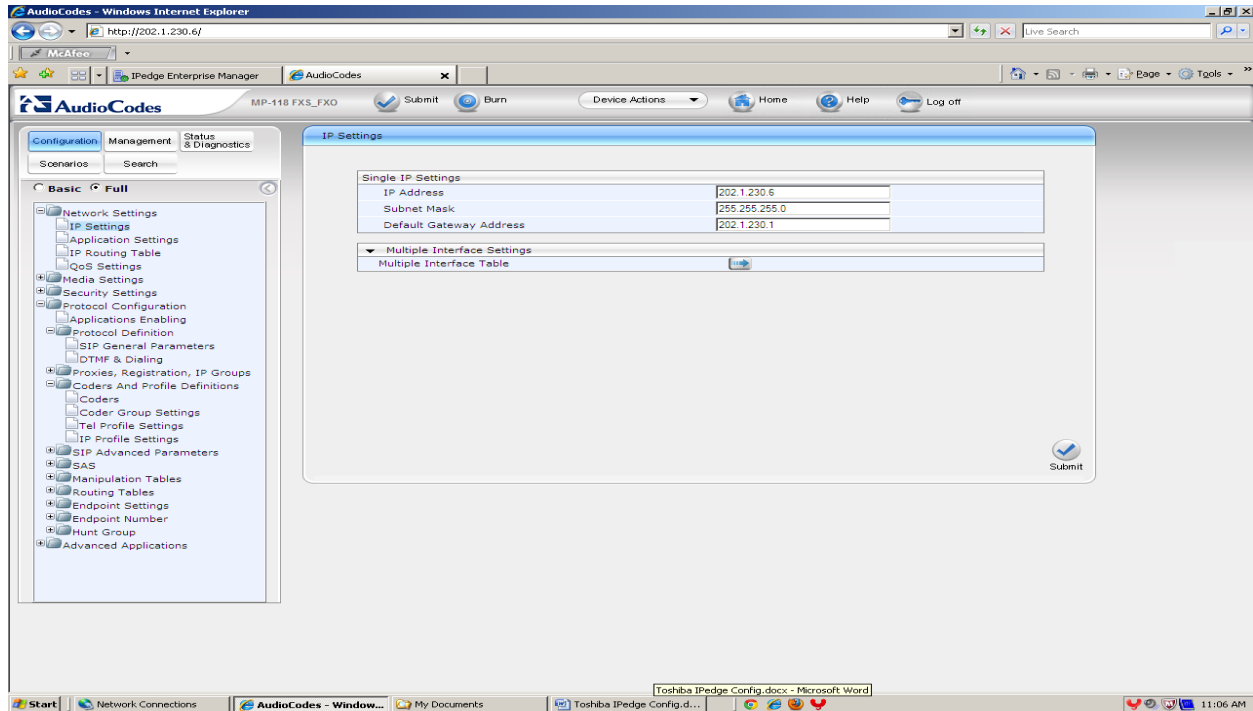 AudioCodes - Windows Internet Explorer
http://202.1.230.6/
Live Search
McAfee
IPedge Enterprise Manager
AudioCodes
Page
Tools
AudioCodes
MP-118 FXS_FXO
Submit
Burn
Device Actions
Home
Help
Log off
Configuration
Management
Status & Diagnostics
Scenarios
Search
Basic
Full
Network Settings
IP Settings
Application Settings
IP Routing Table
QoS Settings
Media Settings
Security Settings
Protocol Configuration
Applications Enabling
Protocol Definition
SIP General Parameters
DTMF & Dialing
Proxies, Registration, IP Groups
Coders And Profile Definitions
Coders
Coder Group Settings
Tel Profile Settings
IP Profile Settings
SIP Advanced Parameters
SAS
Manipulation Tables
Routing Tables
Endpoint Settings
Endpoint Number
Hunt Group
Advanced Applications
IP Settings
Single IP Settings
IP Address 202.1.230.6
Subnet Mask 255.255.255.0
Default Gateway Address 202.1.230.1
Multiple Interface Settings
Multiple Interface Table
Submit
Toshiba IPedge Config.docx - Microsoft Word
Start
Network Connections
AudioCodes - Window...
My Documents
Toshiba IPedge Config.d...
11:06 AM